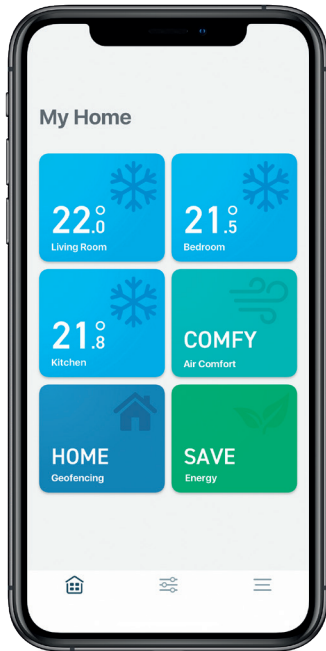 My Home
22.0°
Living Room
21.5°
Bedroom
21.8°
Kitchen
COMFY
Air Comfort
HOME
Geofencing
SAVE
Energy